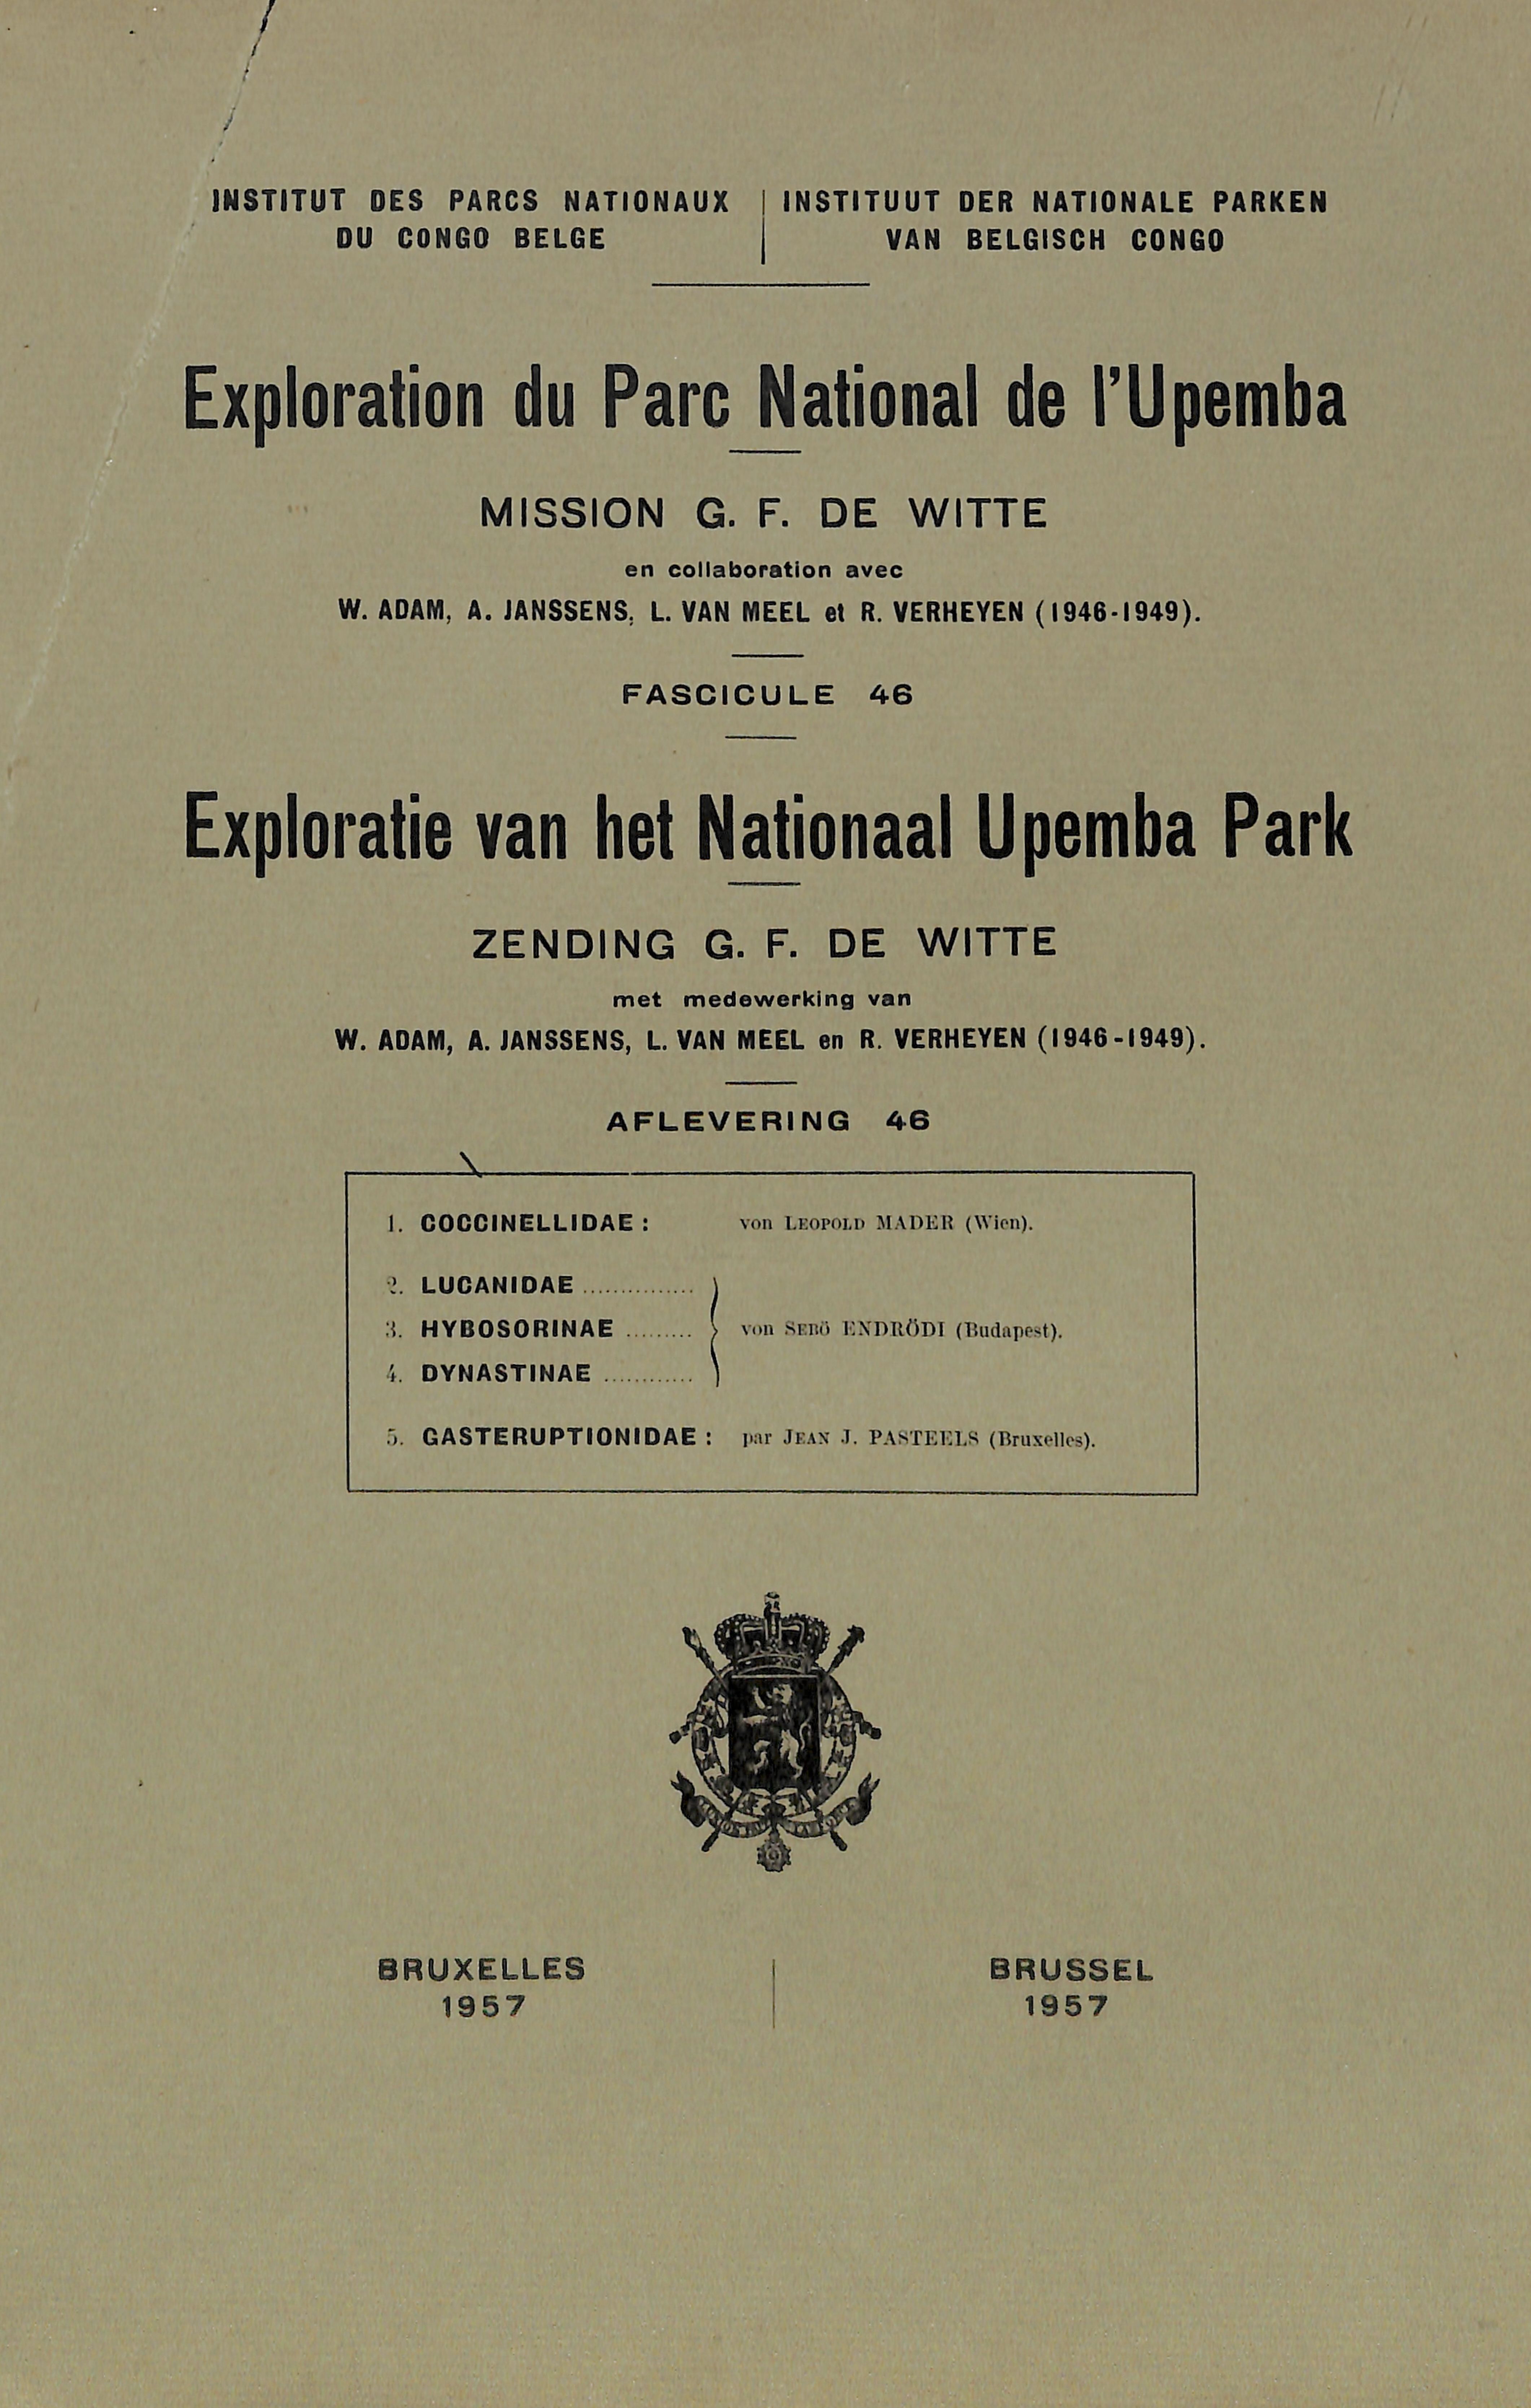 INSTITUT DES PARCS NATIONAUX
DU CONGO BELGE
INSTITUUT DER NATIONALE PARKEN
VAN BELGISCH CONGO
Exploration du Parc National de l'Upemba
MISSION G. F. DE WITTE
en collaboration avec
W. ADAM, A. JANSSENS, L. VAN MEEL et R. VERHEYEN (1946-1949).
FASCICULE 46
Exploratie van het Nationaal Upemba Park
ZENDING G. F. DE WITTE
met medewerking van
W. ADAM, A. JANSSENS, L. VAN MEEL en R. VERHEYEN (1946-1949).
AFLEVERING 46
1. COCCINELLIDAE : von LEOPOLD MADER (Wien).
2. LUCANIDAE ...............
3. HYBOSORINAE ......... von SEBÖ ENDRÖDI (Budapest).
4. DYNASTINAE ............
5. GASTERUPTIONIDAE : par JEAN J. PASTEELS (Bruxelles).
BRUXELLES
1957
BRUSSEL
1957